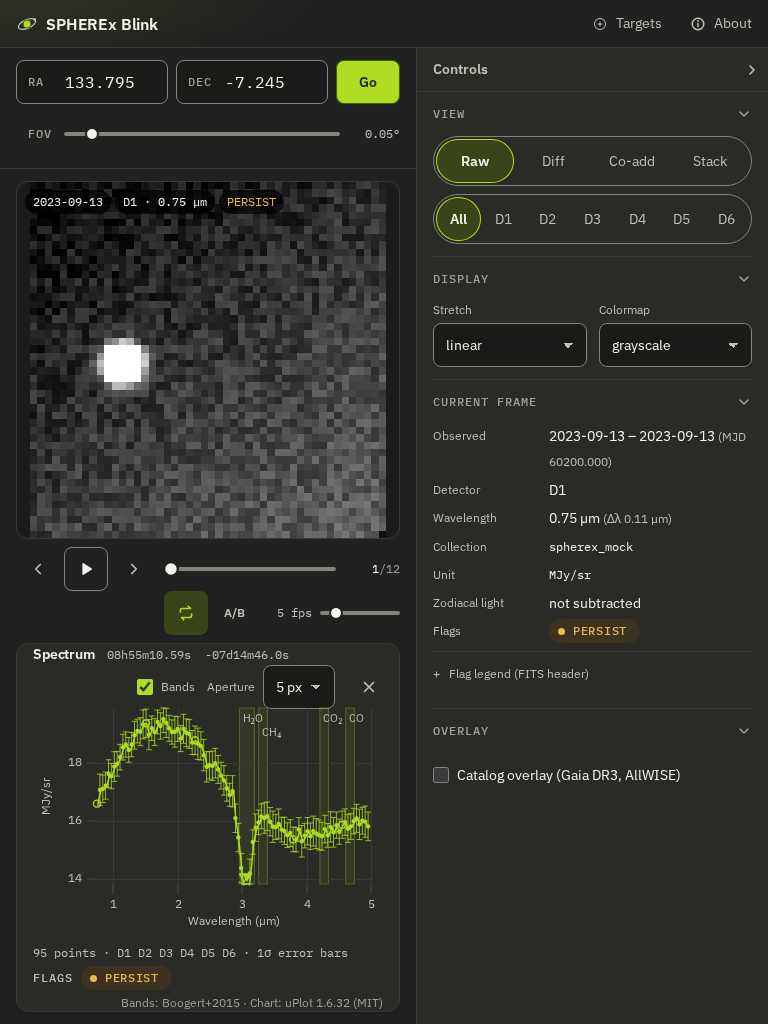 SPHEREx Blink
Targets
About
RA 133.795
DEC -7.245
Go
FOV 0.05°
2023-09-13 D1 · 0.75 µm PERSIST
1/12
A/B 5 fps
Spectrum 08h55m10.59s -07d14m46.0s
Bands Aperture 5 px
H₂O CO₂ CO
CH₄
18
16
14
MJy/sr
1 2 3 4 5
Wavelength (µm)
95 points · D1 D2 D3 D4 D5 D6 · 1σ error bars
FLAGS PERSIST
Bands: Boogert+2015 · Chart: uPlot 1.6.32 (MIT)
Controls
VIEW
Raw Diff Co-add Stack
All D1 D2 D3 D4 D5 D6
DISPLAY
Stretch Colormap
linear grayscale
CURRENT FRAME
Observed 2023-09-13 – 2023-09-13 (MJD
60200.000)
Detector D1
Wavelength 0.75 µm (Δλ 0.11 µm)
Collection spherex_mock
Unit MJy/sr
Zodiacal light not subtracted
Flags PERSIST
+ Flag legend (FITS header)
OVERLAY
Catalog overlay (Gaia DR3, AllWISE)